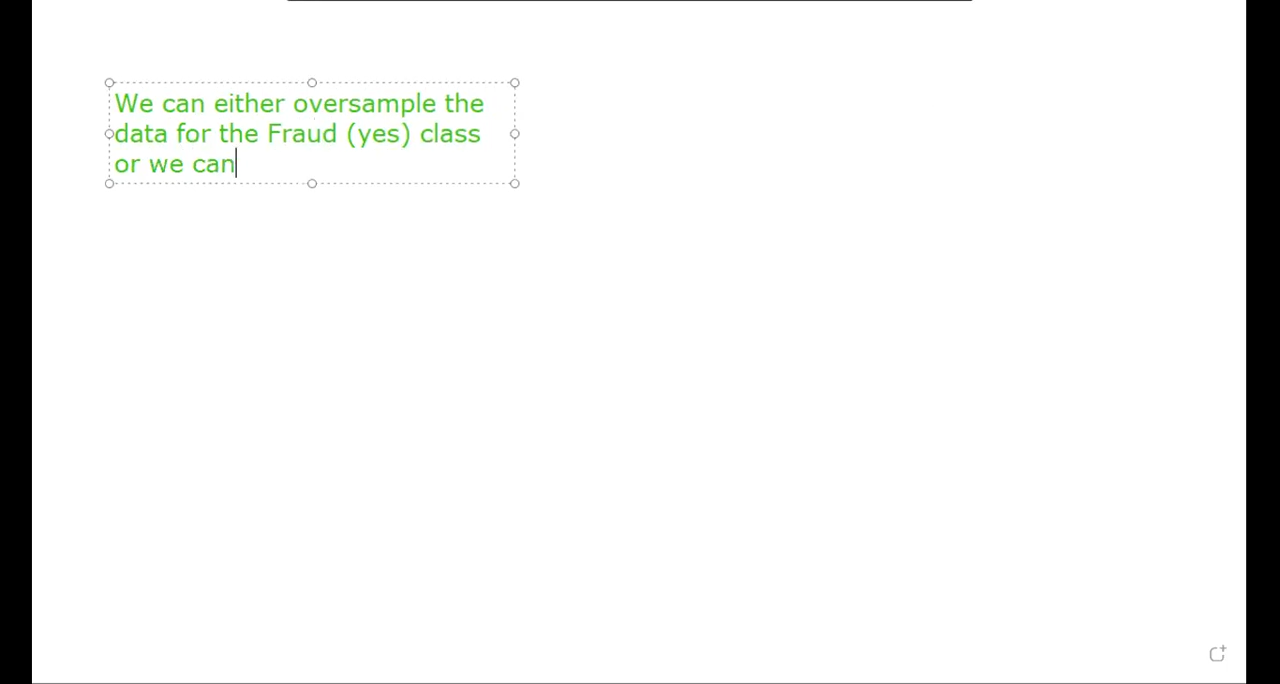 We can either oversample the
data for the Fraud (yes) class
or we can